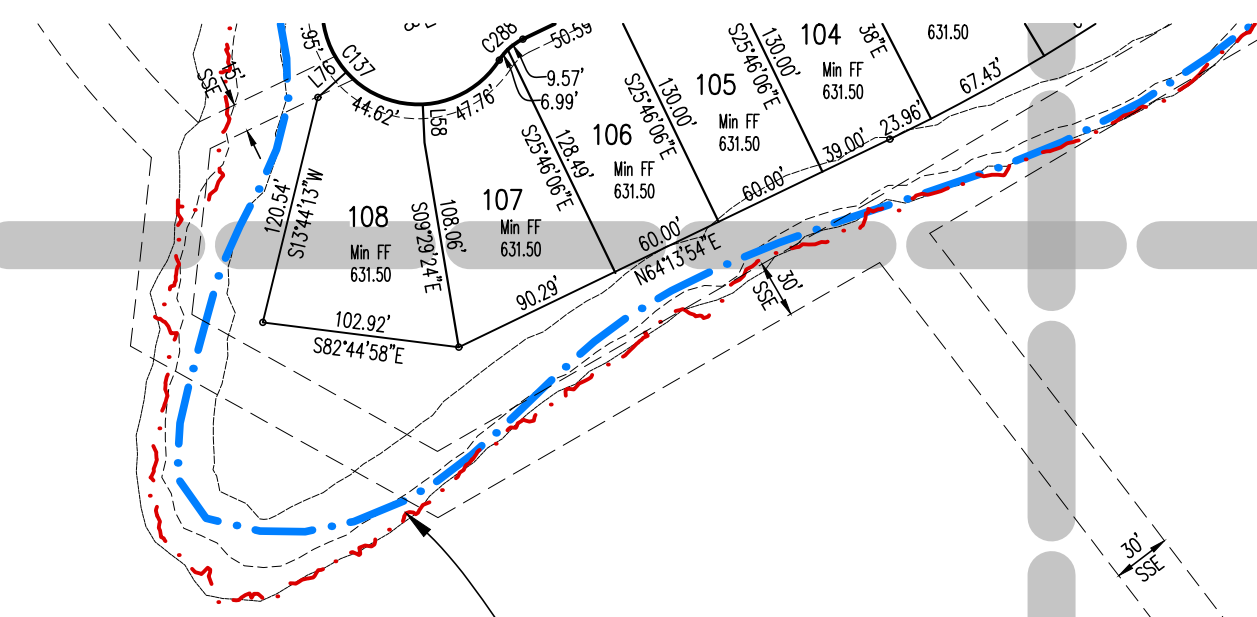 C288
50.59
.95'
C137
L76
15'
SSE
44.62'
47.76'
L158
9.57'
6.99'
S25°46'06"E
128.49'
S25°46'06"E
130.00'
S25°46'06"E
130.00'
38"E
104
Min FF
631.50
631.50
67.43'
105
Min FF
631.50
23.96'
39.00'
60.00'
106
Min FF
631.50
60.00'
N64°13'54"E
107
Min FF
631.50
90.29'
108.06'
S09°29'24"E
108
Min FF
631.50
120.54'
S13°44'13"W
102.92'
S82°44'58"E
30'
SSE
30'
SSE